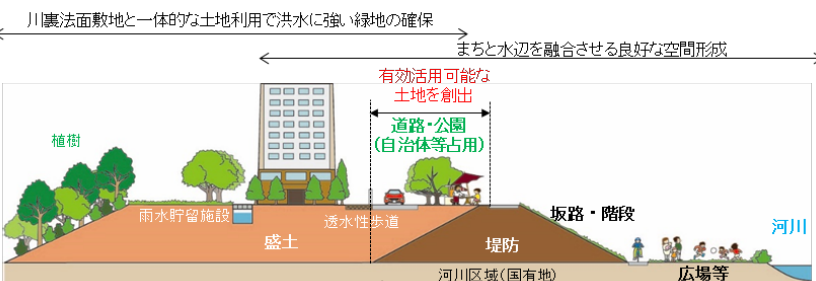 川裏法面敷地と一体的な土地利用で洪水に強い緑地の確保
まちと水辺を融合させる良好な空間形成
有効活用可能な
土地を創出
道路・公園
(自治体等占用)
植樹
雨水貯留施設
透水性歩道
坂路・階段
河川
盛土
堤防
河川区域(国有地)
広場等